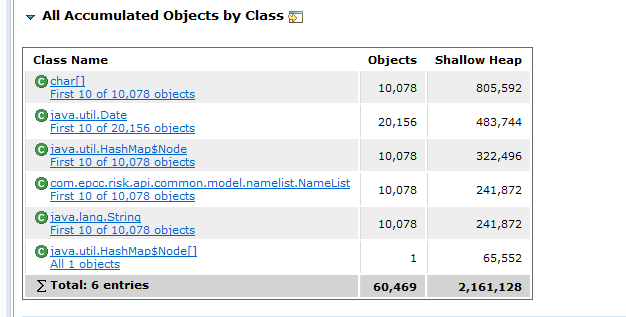 All Accumulated Objects by Class
Class Name Objects Shallow Heap
char[]
First 10 of 10,078 objects 10,078 805,592
java.util.Date
First 10 of 20,156 objects 20,156 483,744
java.util.HashMap$Node
First 10 of 10,078 objects 10,078 322,496
com.epcc.risk.api.common.model.namelist.NameList
First 10 of 10,078 objects 10,078 241,872
java.lang.String
First 10 of 10,078 objects 10,078 241,872
java.util.HashMap$Node[]
All 1 objects 1 65,552
∑ Total: 6 entries 60,469 2,161,128